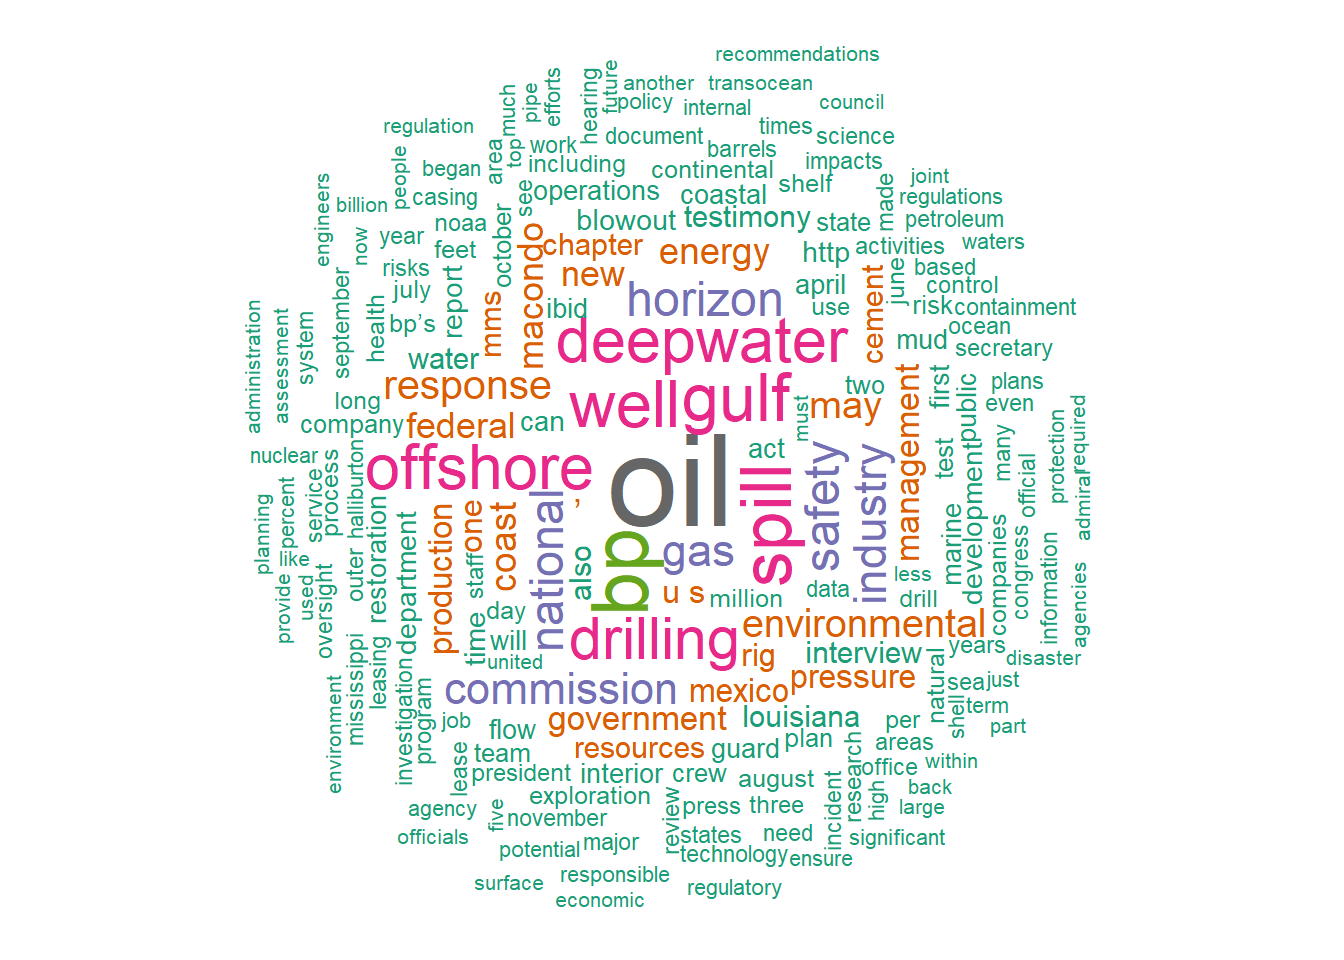 recommendations
another
transocean
future
policy
internal
council
efforts
pipe
much
hearing
regulation
document
times
science
work
barrels
top
area
including
continental
impacts
people
began
shelf
joint
engineers
billion
casing
see
operations
coastal
made
regulations
noaa
october
blowout
testimony
state
petroleum
now
year
feet
macondo
chapter
energy
http
activities
waters
risks
new
april
june
based
september
july
report
mms
ibid
horizon
use
cement
control
health
bp's
risk
containment
administration
assessment
system
water
deepwater
mud
ocean
secretary
long
response
well
gulf
two
may
management
first
public
plans
even
company
federal
can
must
nuclear
offshore
oil
act
spill
safety
industry
test
development
many
official
protection
required
planning
percent
service
process
halliburton
restoration
department
production
one
coast
national
’
admiral
like
used
provide
oversight
outer
staff
also
bp
gas
data
less
drill
marine
companies
congress
information
agencies
day
u s
million
time
will
united
drilling
environmental
rig
interview
years
disaster
mississippi
leasing
investigation
program
commission
mexico
pressure
natural
sea
just
environment
job
flow
government
louisiana
per
shell
term
part
team
resources
guard
plan
areas
lease
president
interior
crew
august
research
office
within
agency
exploration
press
three
high
back
large
officials
five
november
review
states
need
incident
significant
potential
major
technology
ensure
surface
responsible
regulatory
economic